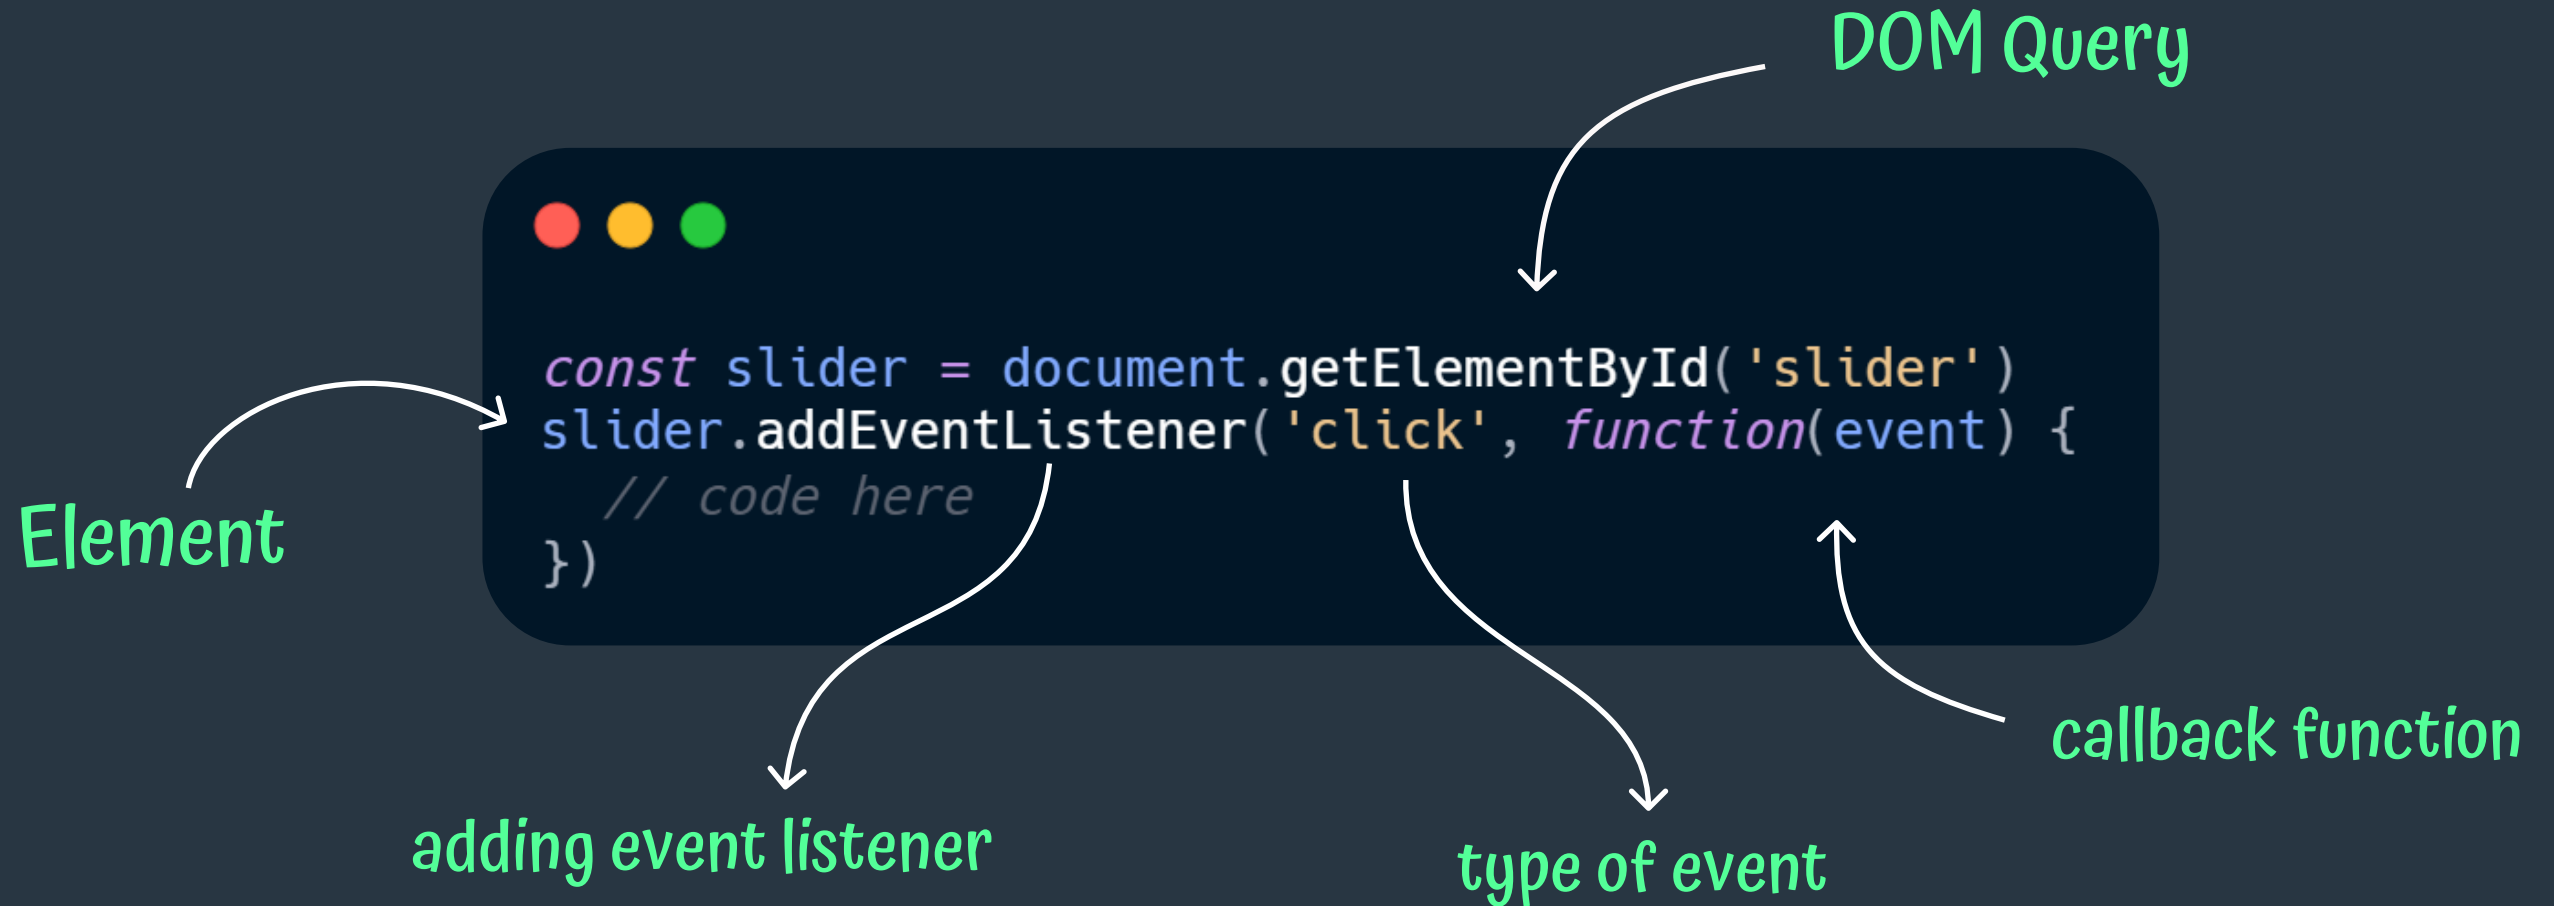 DOM Query
const slider = document.getElementById('slider')
slider.addEventListener('click', function(event) {
// code here
})
Element
callback function
adding event listener
type of event